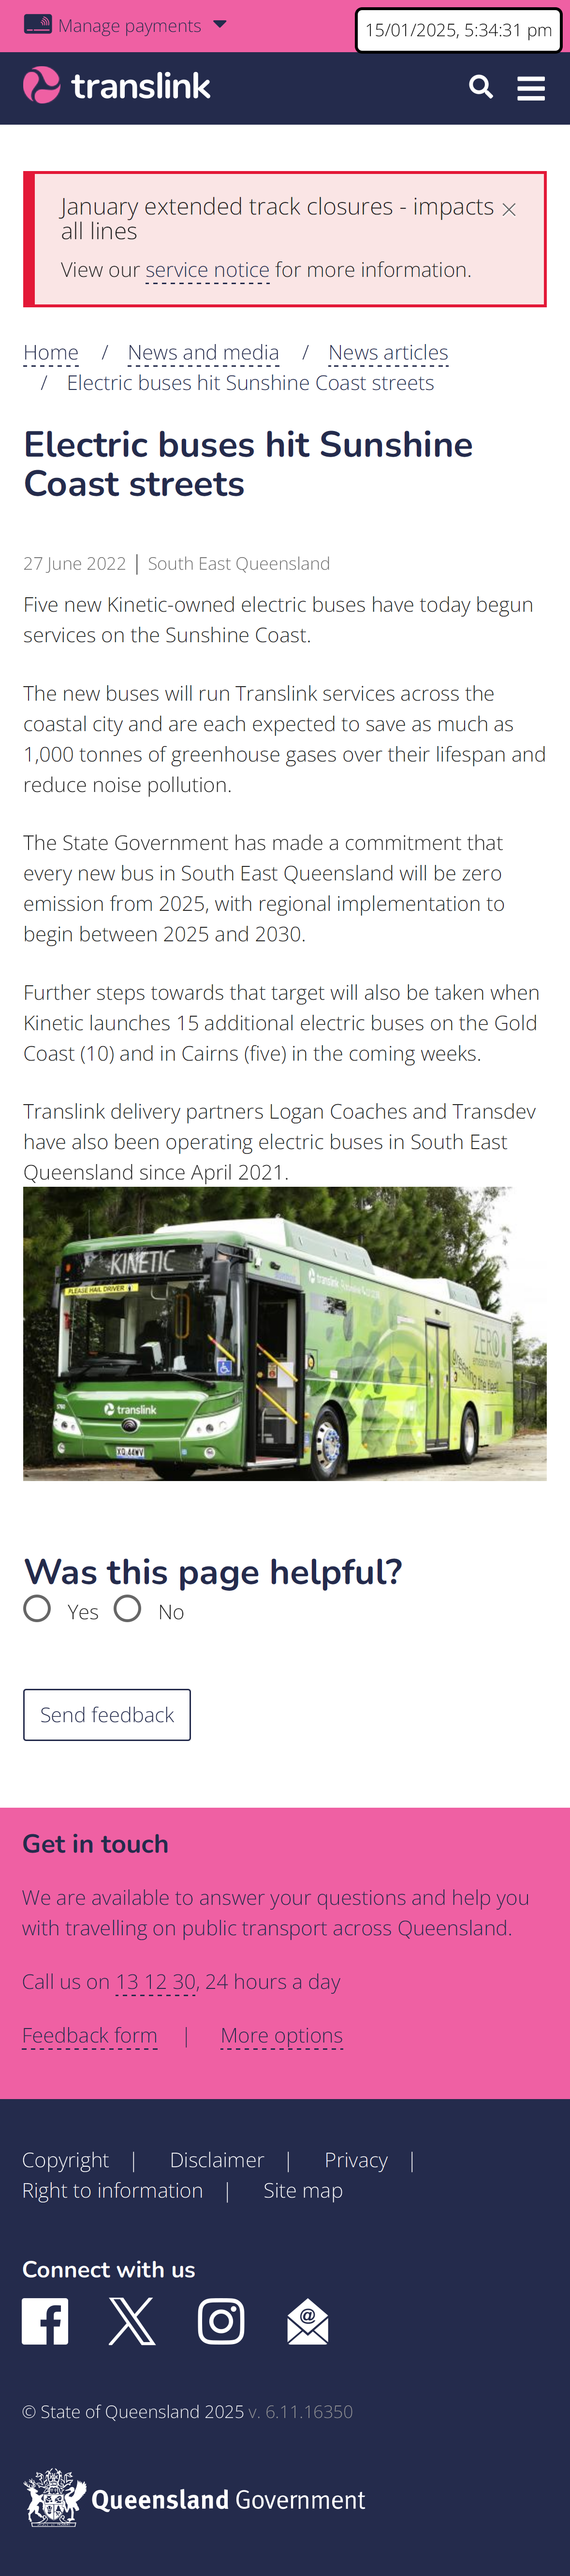 Manage payments
15/01/2025, 5:34:31 pm
translink
January extended track closures - impacts
all lines
View our service notice for more information.
Home / News and media / News articles
/ Electric buses hit Sunshine Coast streets
Electric buses hit Sunshine
Coast streets
27 June 2022 | South East Queensland
Five new Kinetic-owned electric buses have today begun
services on the Sunshine Coast.
The new buses will run Translink services across the
coastal city and are each expected to save as much as
1,000 tonnes of greenhouse gases over their lifespan and
reduce noise pollution.
The State Government has made a commitment that
every new bus in South East Queensland will be zero
emission from 2025, with regional implementation to
begin between 2025 and 2030.
Further steps towards that target will also be taken when
Kinetic launches 15 additional electric buses on the Gold
Coast (10) and in Cairns (five) in the coming weeks.
Translink delivery partners Logan Coaches and Transdev
have also been operating electric buses in South East
Queensland since April 2021.
KINETIC
PLEASE HAIL DRIVER
translink
translink
ZERO
Was this page helpful?
Yes No
Send feedback
Get in touch
We are available to answer your questions and help you
with travelling on public transport across Queensland.
Call us on 13 12 30, 24 hours a day
Feedback form | More options
Copyright | Disclaimer | Privacy |
Right to information | Site map
Connect with us
© State of Queensland 2025 v. 6.11.16350
Queensland Government